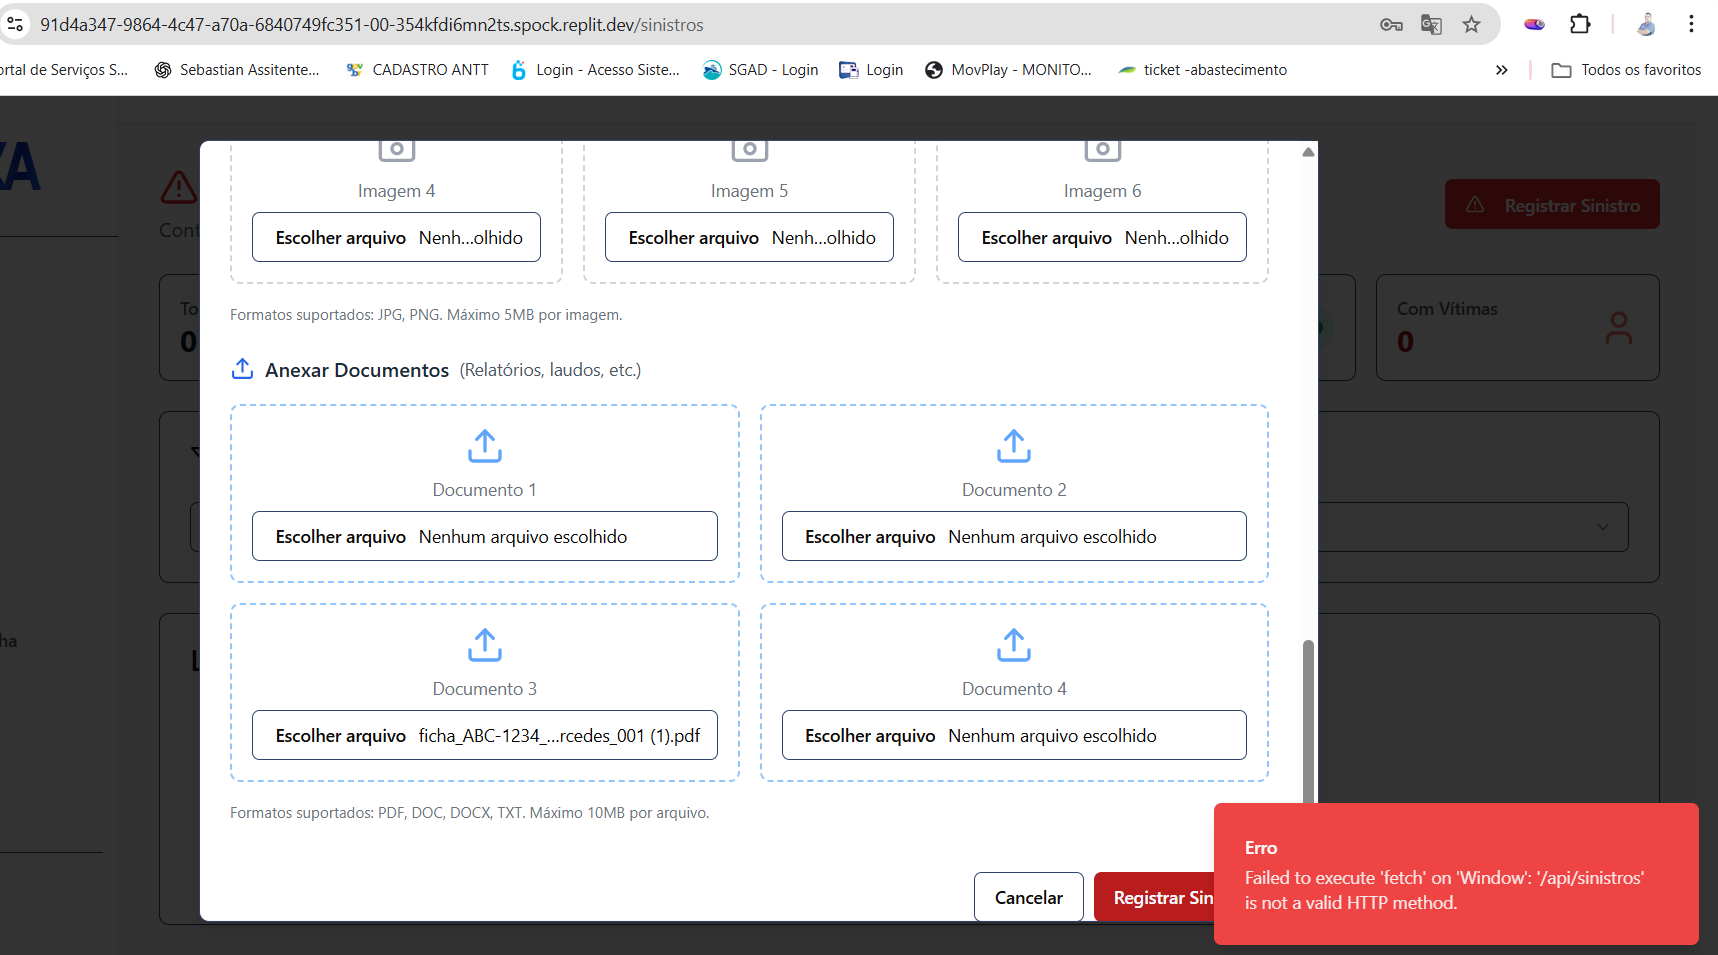 91d4a347-9864-4c47-a70a-6840749fc351-00-354kfdi6mn2ts.spock.replit.dev/sinistros
ortal de Serviços S... Sebastian Assitente... CADASTRO ANTT Login - Acesso Siste... SGAD - Login Login MovPlay - MONITO... ticket -abastecimento » Todos os favoritos
XA
Cont
Registrar Sinistro
To
0
Com Vítimas
0
L
ha
Imagem 4 Imagem 5 Imagem 6
Escolher arquivo Nenh...olhido Escolher arquivo Nenh...olhido Escolher arquivo Nenh...olhido
Formatos suportados: JPG, PNG. Máximo 5MB por imagem.
Anexar Documentos (Relatórios, laudos, etc.)
Documento 1 Documento 2
Escolher arquivo Nenhum arquivo escolhido Escolher arquivo Nenhum arquivo escolhido
Documento 3 Documento 4
Escolher arquivo ficha_ABC-1234_...rcedes_001 (1).pdf Escolher arquivo Nenhum arquivo escolhido
Formatos suportados: PDF, DOC, DOCX, TXT. Máximo 10MB por arquivo.
Cancelar Registrar Sin
Erro
Failed to execute 'fetch' on 'Window': '/api/sinistros'
is not a valid HTTP method.